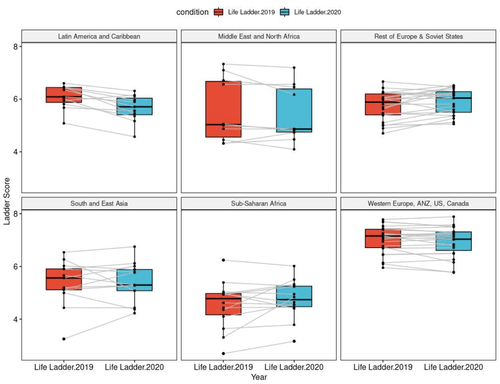 condition Life Ladder.2019 Life Ladder.2020
Latin America and Caribbean
Middle East and North Africa
Rest of Europe & Soviet States
8
6
4
South and East Asia
Sub-Saharan Africa
Western Europe, ANZ, US, Canada
8
6
4
Ladder Score
Life Ladder.2019 Life Ladder.2020
Life Ladder.2019 Life Ladder.2020
Life Ladder.2019 Life Ladder.2020
Year